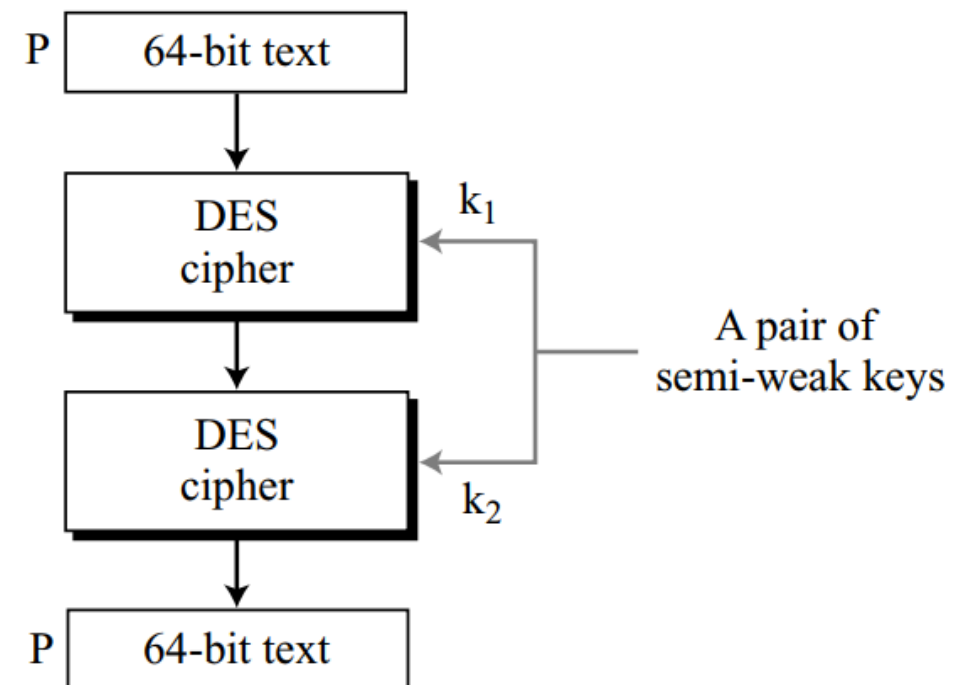 P
64-bit text
DES
cipher
k1
A pair of
semi-weak keys
DES
cipher
k2
P
64-bit text